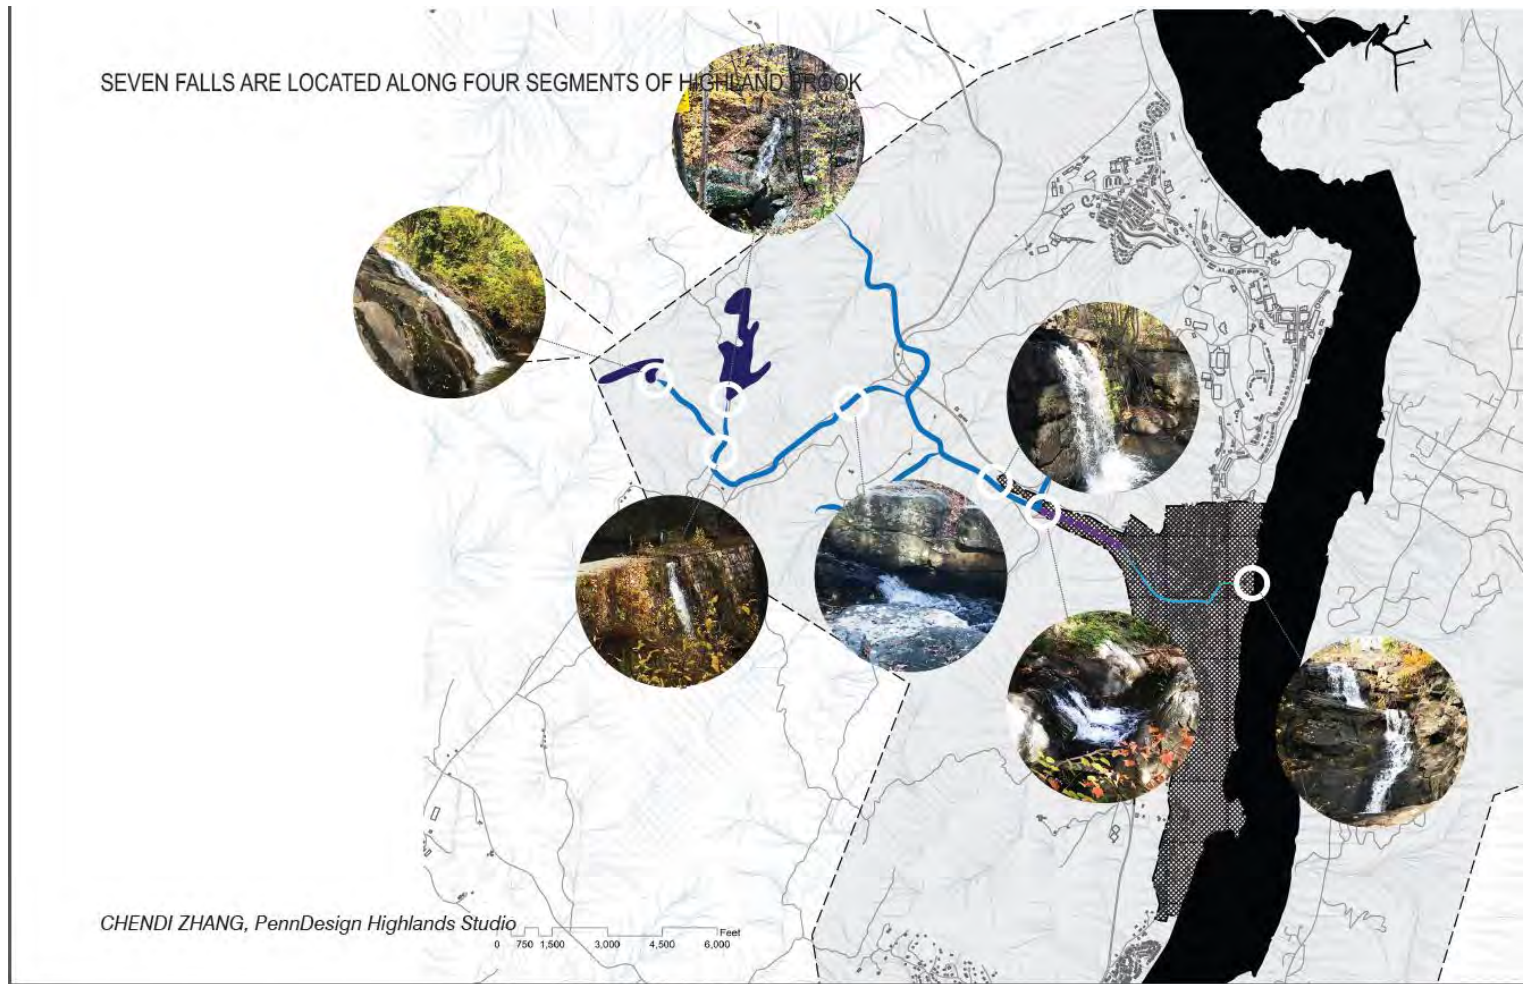 SEVEN FALLS ARE LOCATED ALONG FOUR SEGMENTS OF HIGHLAND BROOK
CHENDI ZHANG, PennDesign Highlands Studio
Feet
0 750 1,500 3,000 4,500 6,000